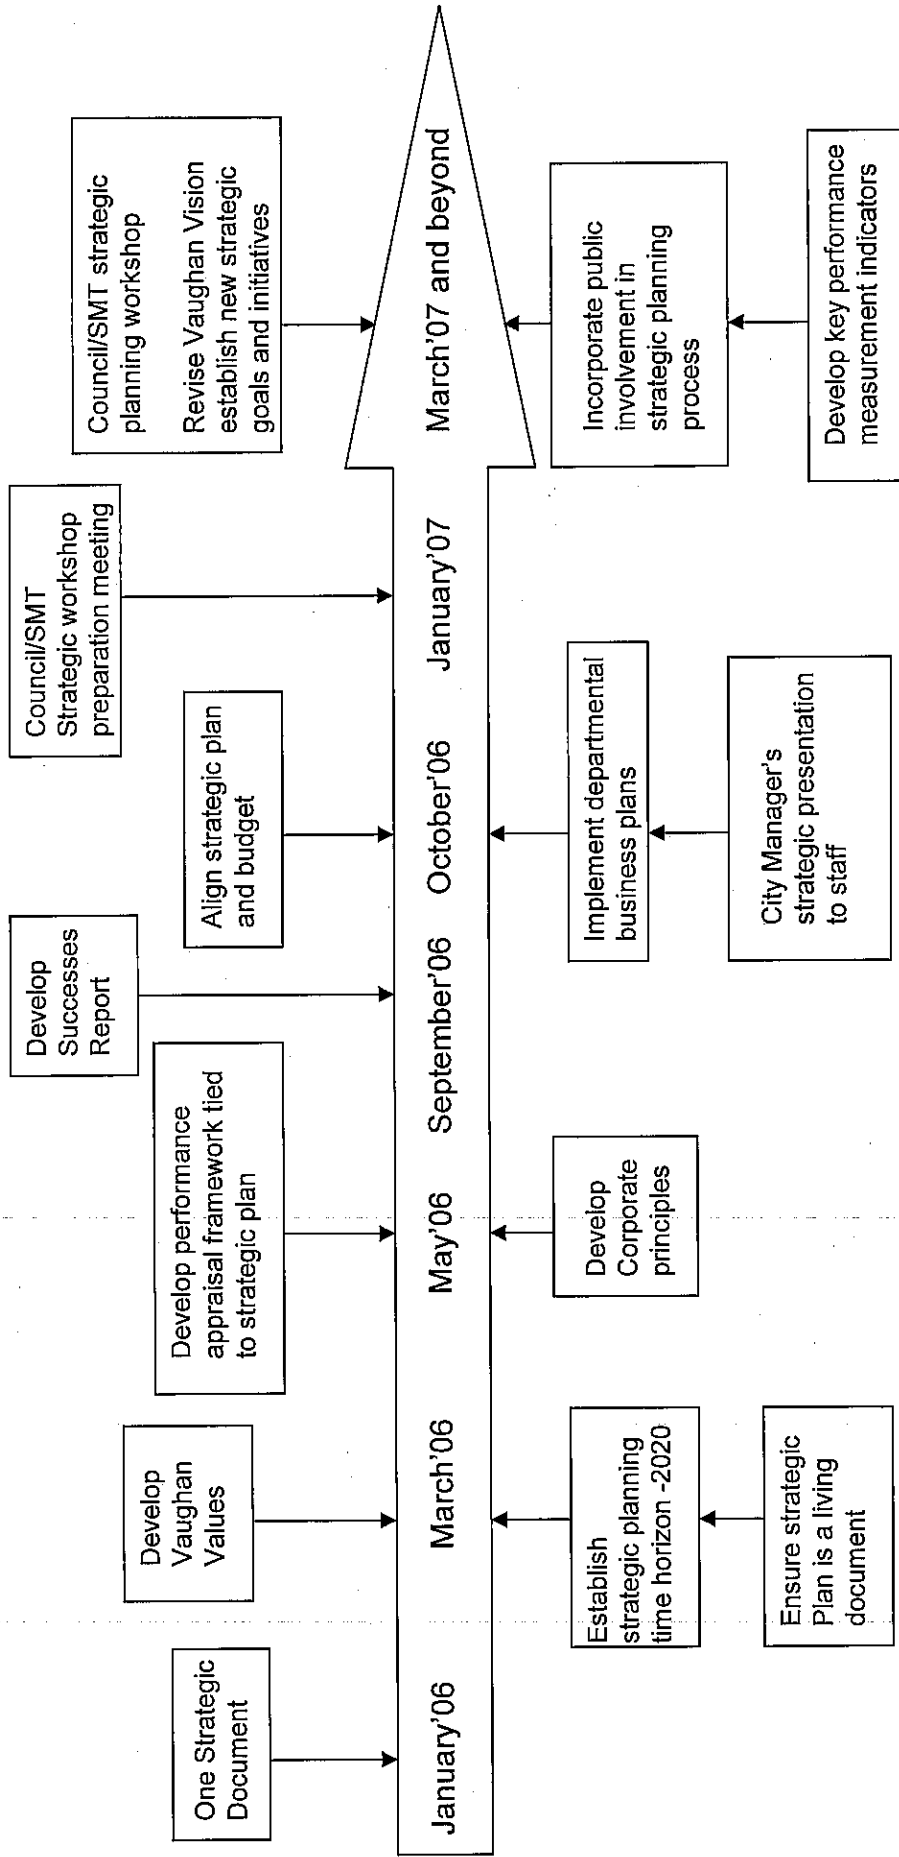 One Strategic
Document
Develop
Vaughan
Values
Develop performance
appraisal framework tied
to strategic plan
Develop
Successes
Report
Align strategic plan
and budget
Council/SMT
Strategic workshop
preparation meeting
Council/SMT strategic
planning workshop
Revise Vaughan Vision
establish new strategic
goals and initiatives
January'06
March'06
May'06
September'06
October'06
January'07
March'07 and beyond
Establish
strategic planning
time horizon -2020
Ensure strategic
Plan is a living
document
Develop
Corporate
principles
Implement departmental
business plans
City Manager's
strategic presentation
to staff
Incorporate public
involvement in
strategic planning
process
Develop key performance
measurement indicators